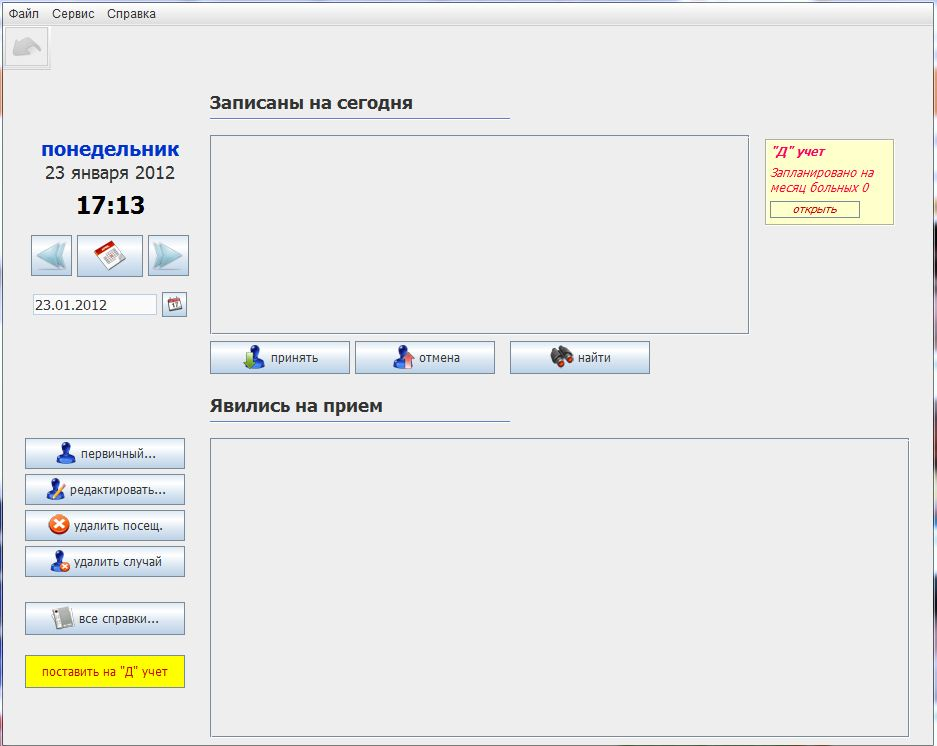 Файл Сервис Справка
Записаны на сегодня
понедельник
23 января 2012
17:13
23.01.2012
"Д" учет
Запланировано на
месяц больных 0
открыть
принять отмена найти
Явились на прием
первичный...
редактировать...
удалить посещ.
удалить случай
все справки...
поставить на "Д" учет